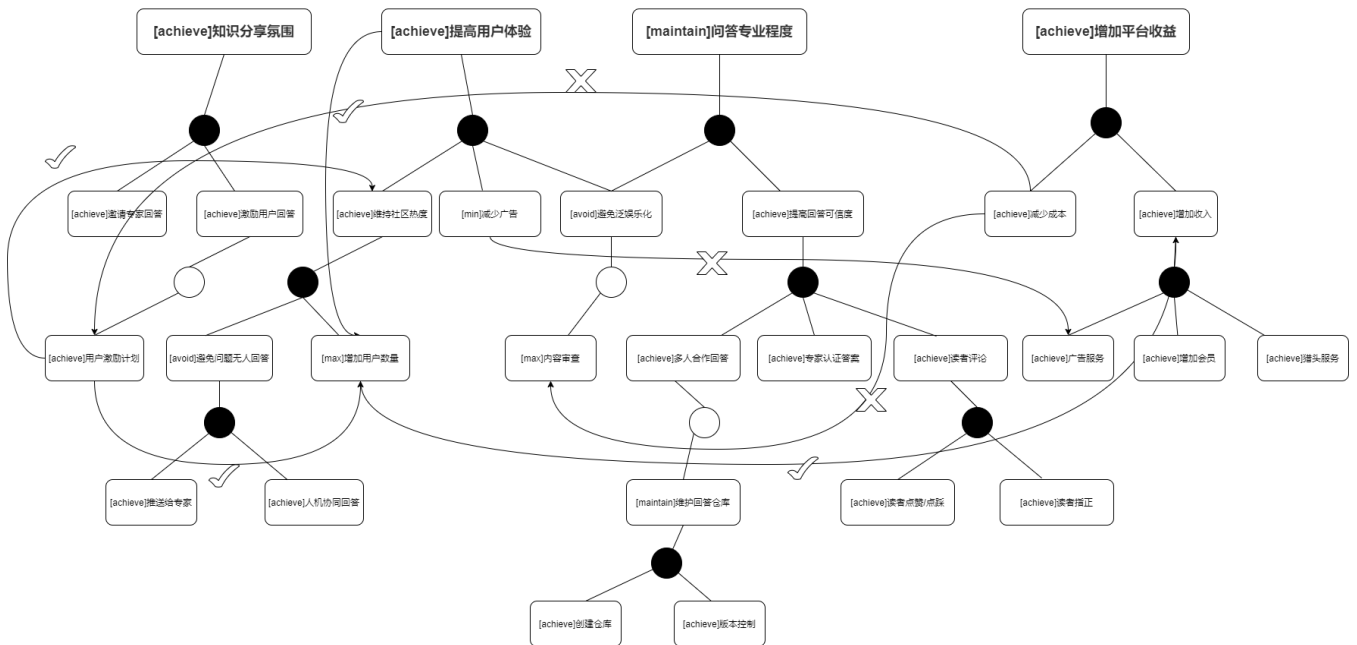 [achieve]知识分享氛围
[achieve]提高用户体验
[maintain]问答专业程度
[achieve]增加平台收益
[achieve]邀请专家回答
[achieve]激励用户回答
[achieve]维持社区热度
[min]减少广告
[avoid]避免泛娱乐化
[achieve]提高回答可信度
[achieve]减少成本
[achieve]增加收入
[achieve]用户激励计划
[avoid]避免问题无人回答
[max]增加用户数量
[max]内容审查
[achieve]多人合作回答
[achieve]专家认证答案
[achieve]读者评论
[achieve]广告服务
[achieve]增加会员
[achieve]猎头服务
[achieve]推送给专家
[achieve]人机协同回答
[maintain]维护回答仓库
[achieve]读者点赞/点踩
[achieve]读者指正
[achieve]创建仓库
[achieve]版本控制